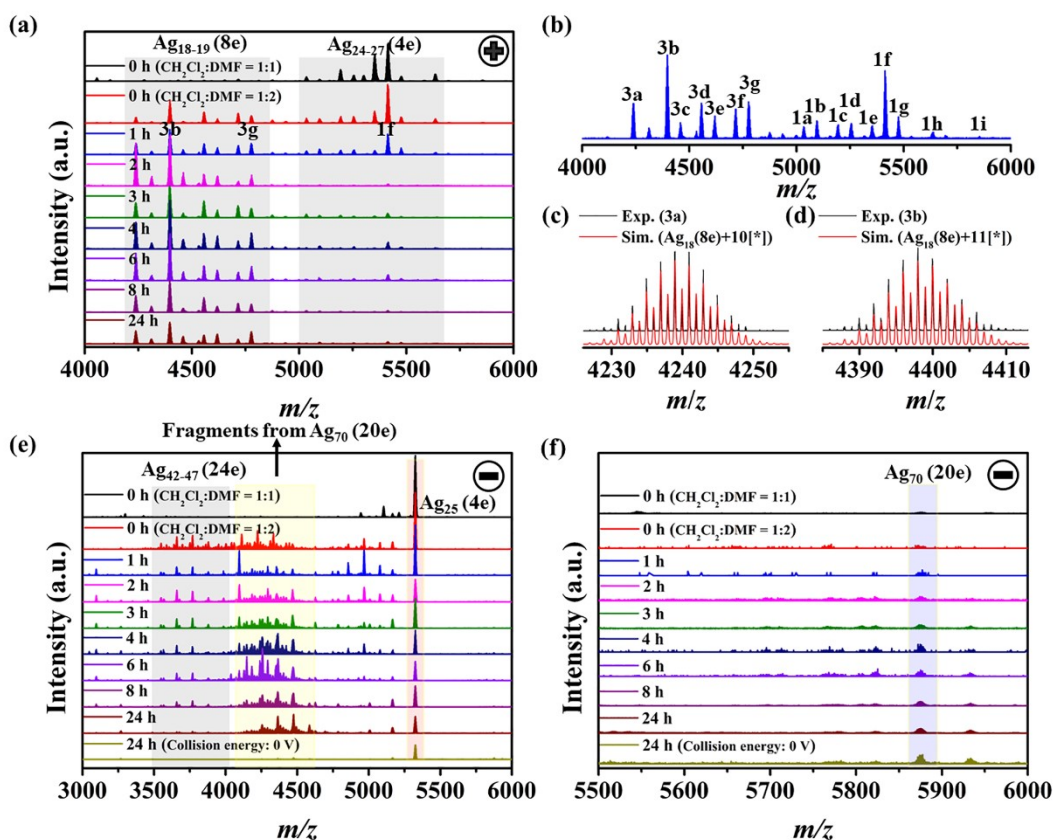 (a)
Ag18-19 (8e)
Ag24-27 (4e)
0 h (CH2Cl2:DMF = 1:1)
0 h (CH2Cl2:DMF = 1:2)
3b
3g
1f
1 h
2 h
3 h
4 h
6 h
8 h
24 h
Intensity (a.u.)
4000 4500 5000 5500 6000
m/z
(b)
3a
3b
3c
3d
3e
3f
3g
1a
1b
1c
1d
1e
1f
1g
1h
1i
4000 4500 5000 5500 6000
m/z
(c)
Exp. (3a)
Sim. (Ag18(8e)+10[*])
4230 4240 4250
m/z
(d)
Exp. (3b)
Sim. (Ag18(8e)+11[*])
4390 4400 4410
m/z
(e)
Fragments from Ag70 (20e)
Ag42-47 (24e)
0 h (CH2Cl2:DMF = 1:1)
Ag25 (4e)
0 h (CH2Cl2:DMF = 1:2)
1 h
2 h
3 h
4 h
6 h
8 h
24 h
24 h (Collision energy: 0 V)
Intensity (a.u.)
3000 3500 4000 4500 5000 5500 6000
m/z
(f)
Ag70 (20e)
0 h (CH2Cl2:DMF = 1:1)
0 h (CH2Cl2:DMF = 1:2)
1 h
2 h
3 h
4 h
6 h
8 h
24 h
24 h (Collision energy: 0 V)
Intensity (a.u.)
5500 5600 5700 5800 5900 6000
m/z